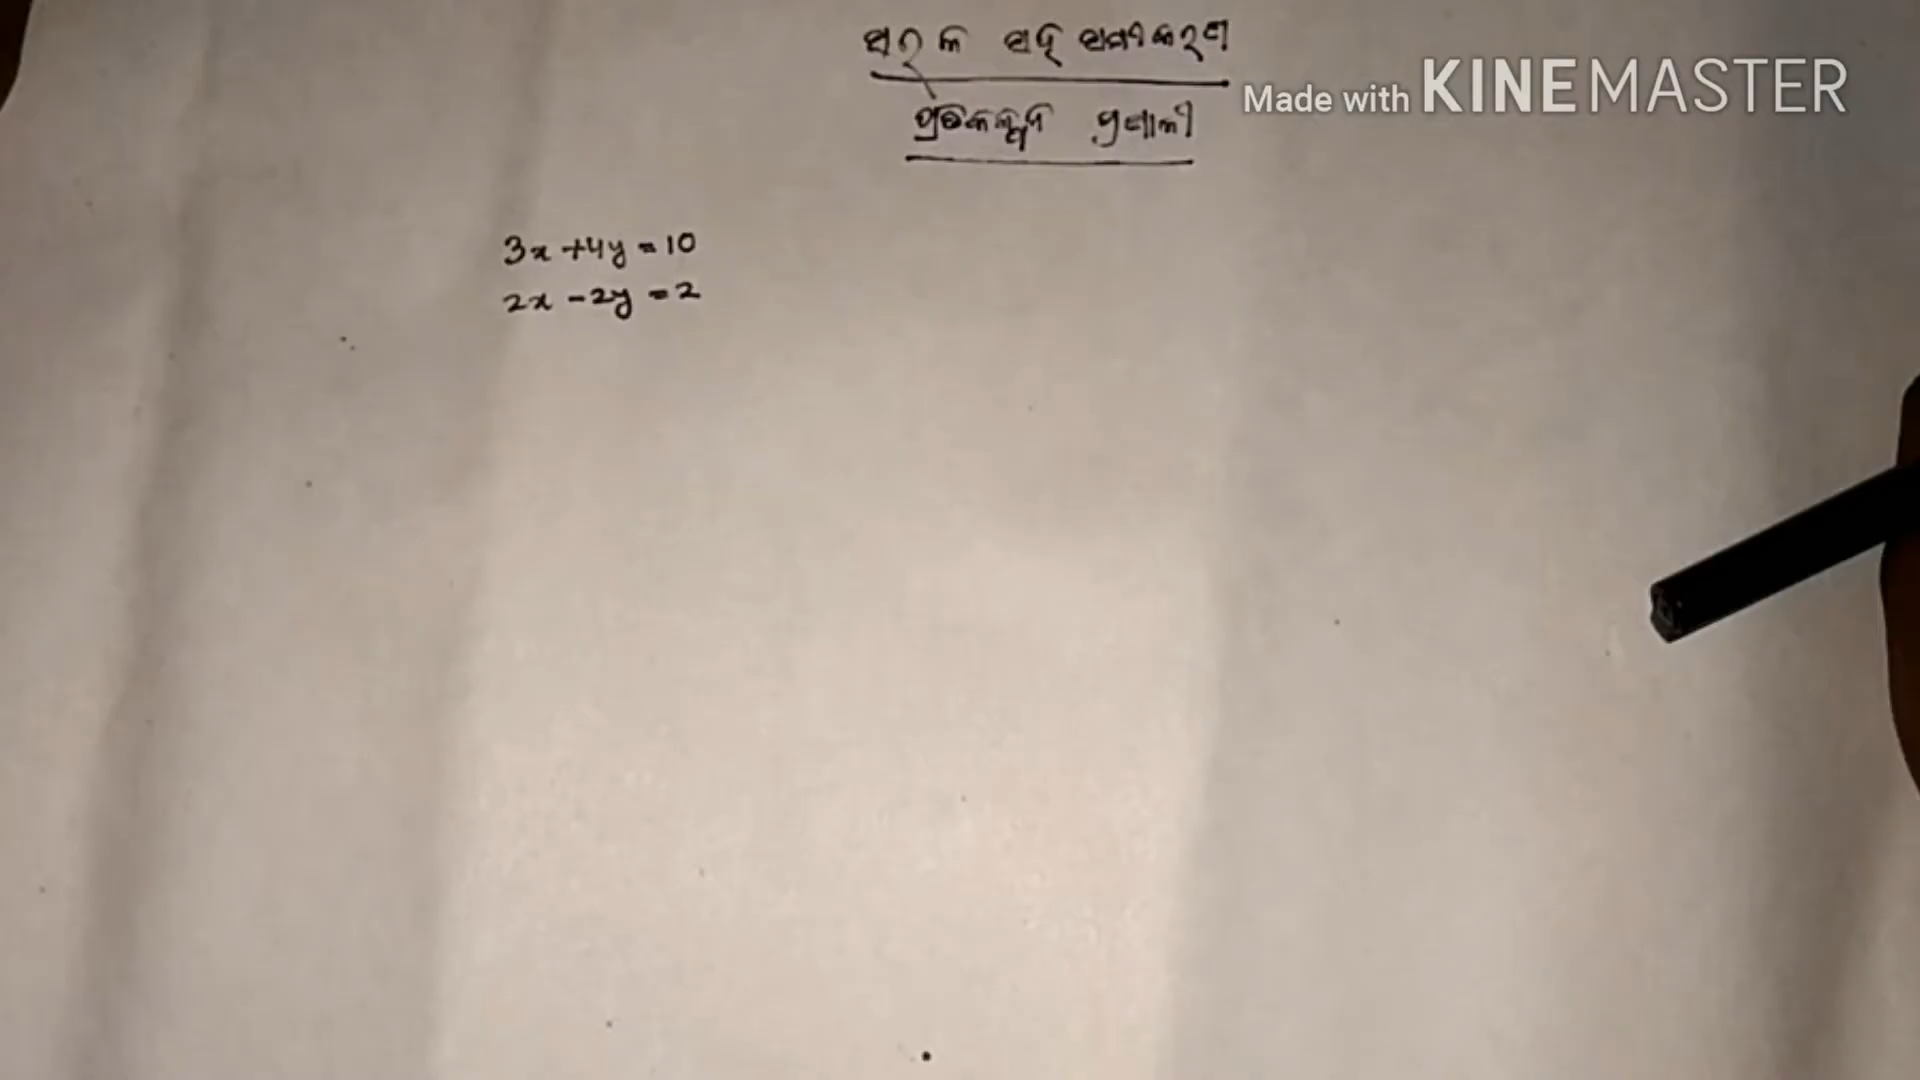 ସରଳ ସହ ସମୀକରଣ
Made with KINEMASTER
ପ୍ରତିକଳ୍ପନ ପ୍ରଣାଳୀ
3x +4y = 10
2x - 2y = 2